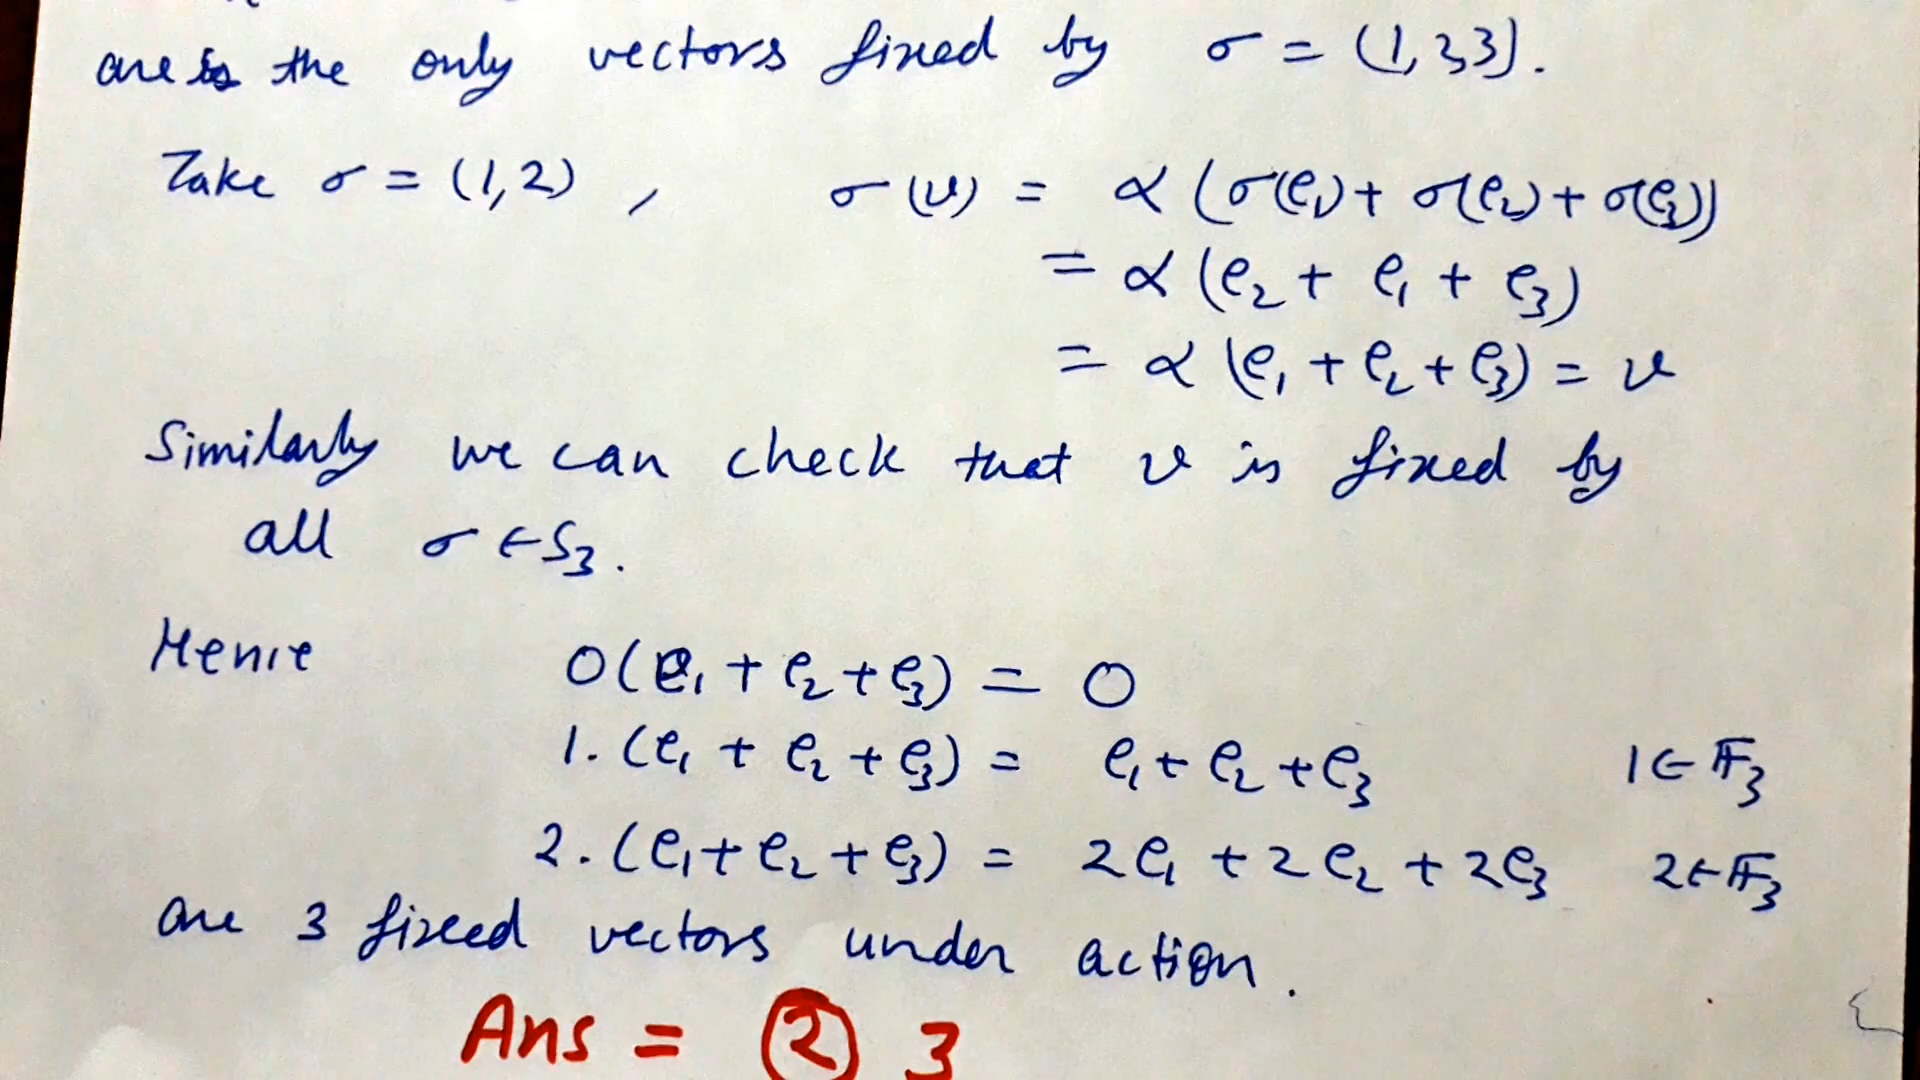 are the only vectors fixed by σ = (1,2,3).
Take σ = (1,2) , σ(v) = α (σ(e₁) + σ(e₂) + σ(e₃))
= α (e₂ + e₁ + e₃)
= α (e₁ + e₂ + e₃) = v
Similarly we can check that v is fixed by
all σ ∈ S₃.
Hence 0(e₁ + e₂ + e₃) = 0
1. (e₁ + e₂ + e₃) = e₁ + e₂ + e₃ 1 ∈ 𝔽₃
2. (e₁ + e₂ + e₃) = 2e₁ + 2e₂ + 2e₃ 2 ∈ 𝔽₃
are 3 fixed vectors under action.
Ans = ② 3